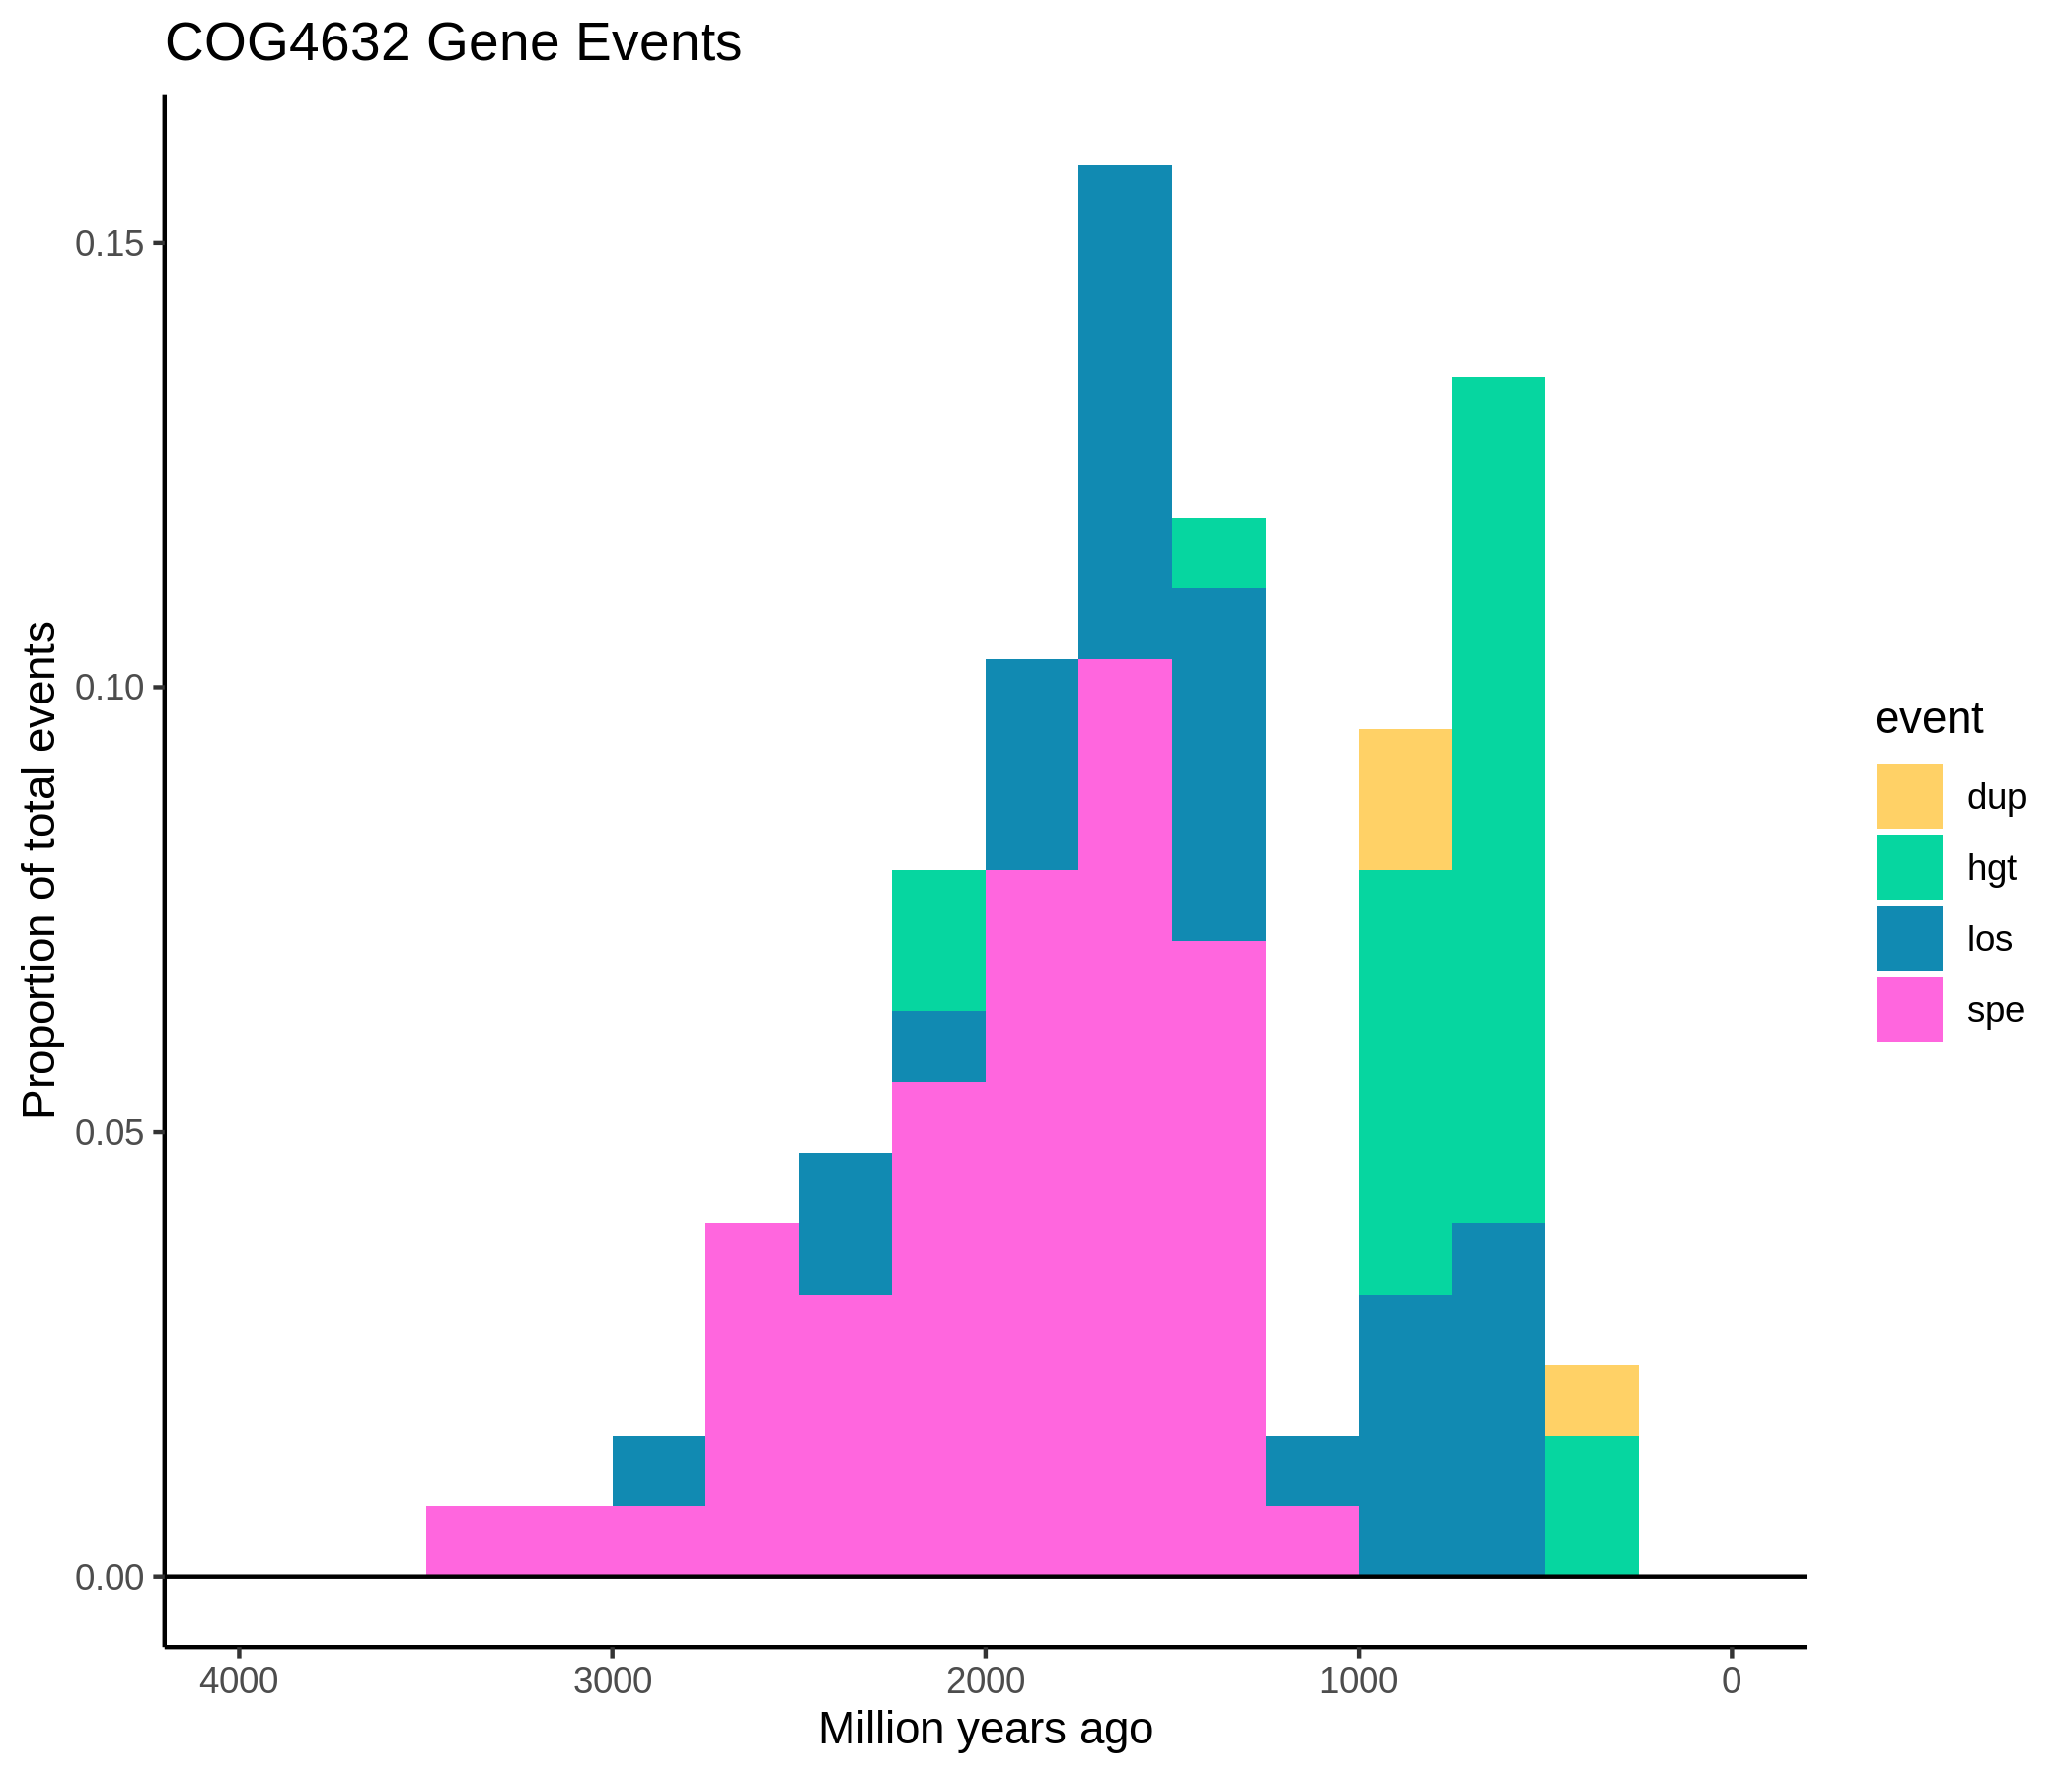 COG4632 Gene Events
Proportion of total events
0.15
0.10
0.05
0.00
4000 3000 2000 1000 0
Million years ago
event
dup
hgt
los
spe